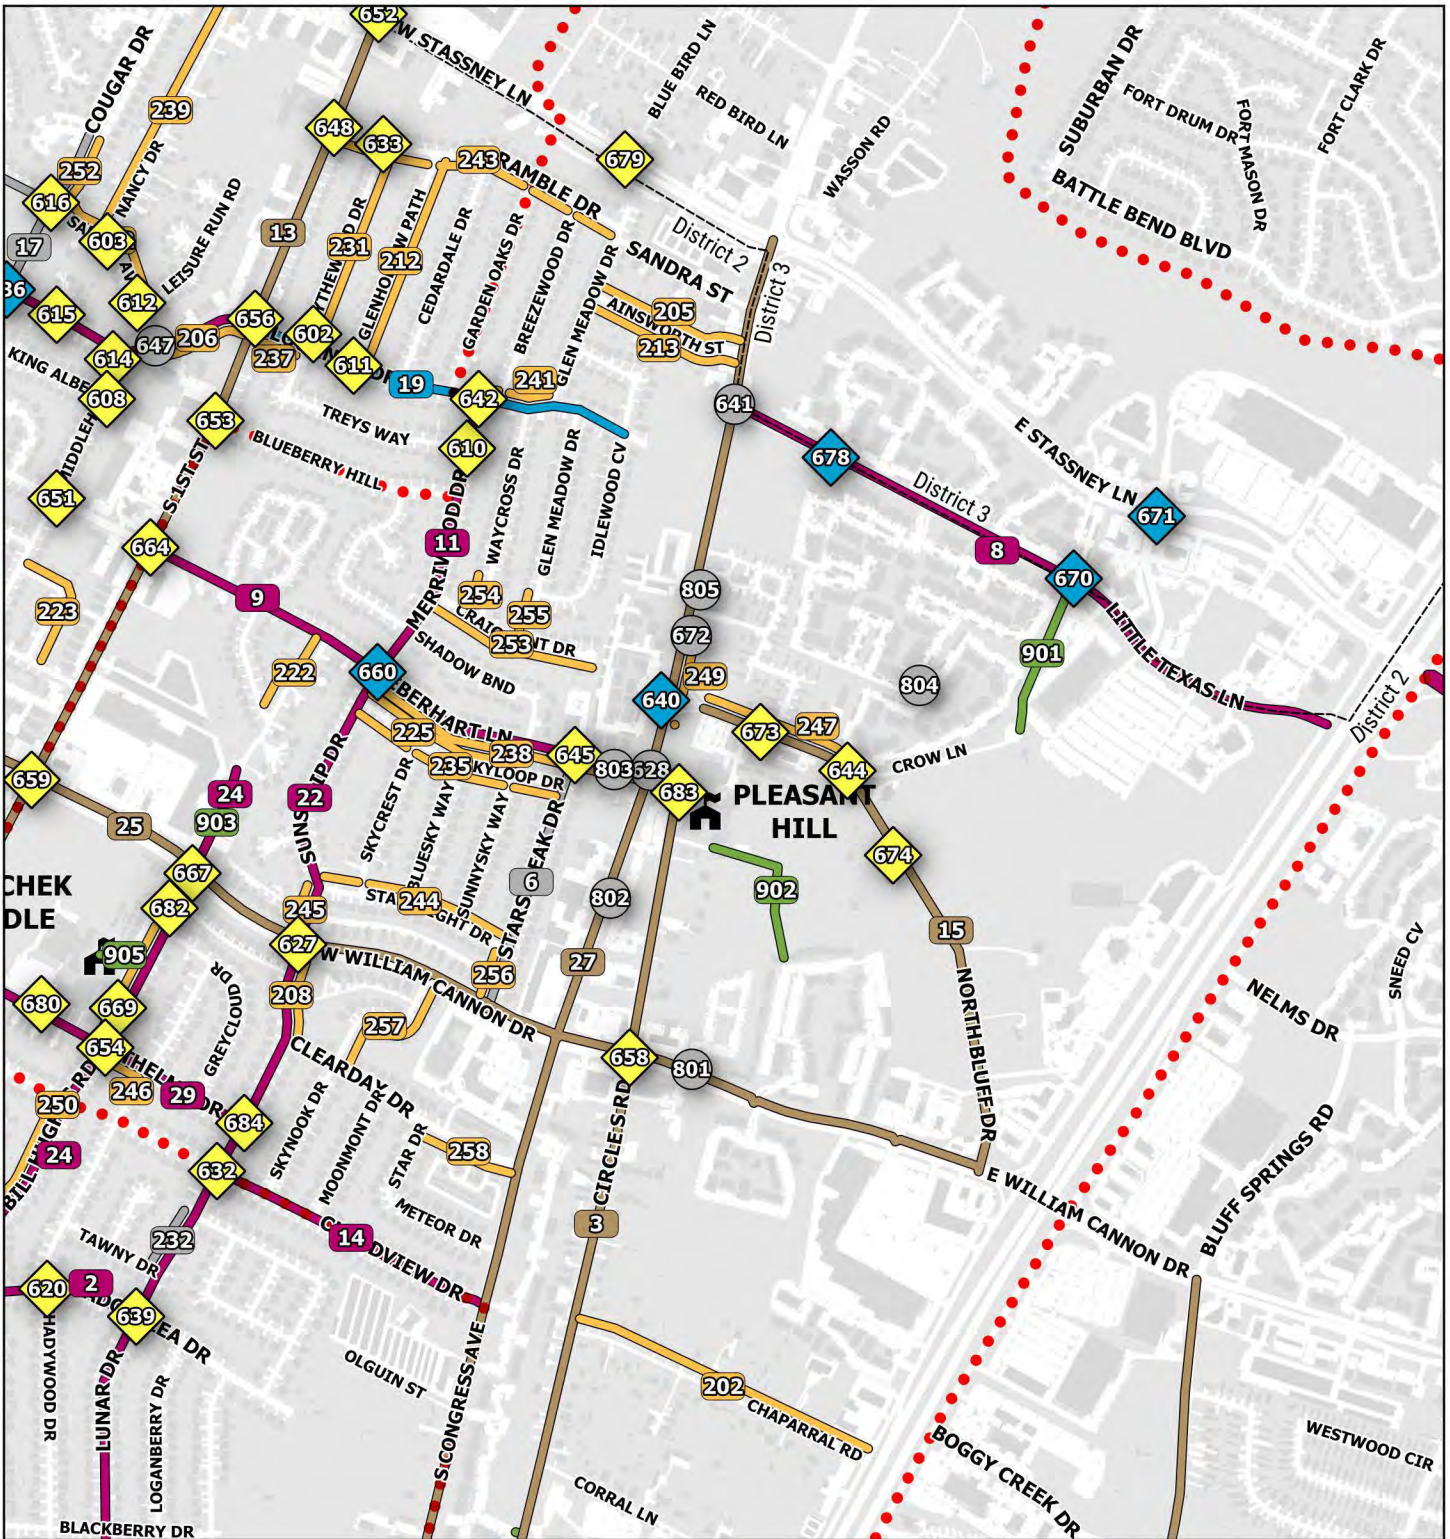 652
W STASSNEY LN
COUGAR DR
239
BLUE BIRD LN
RED BIRD LN
WASSON RD
SUBURBAN DR
FORT DRUM DR
FORT MASON DR
FORT CLARK DR
BATTLE BEND BLVD
648
633
243
679
252
NANCY DR
616
603
17
LEISURE RUN RD
13
231
212
CEDARDALE DR
GARDEN OAKS DR
BREEZEWOOD DR
GLEN MEADOW DR
District 2
SANDRA ST
District 3
612
615
36
656
602
205
AINSWORTH ST
213
614
647
206
237
611
19
642
241
641
KING ALBE
608
653
TREYS WAY
BLUEBERRY HILL
610
678
E STASSNEY LN
District 3
671
651
S 1ST ST
WAYCROSS DR
GLEN MEADOW DR
IDLEWOOD CV
664
11
8
670
223
9
254
255
253
805
672
SHADOW BND
LITTLE TEXAS LN
901
222
660
249
804
640
District 2
EBERHART LN
225
238
235
645
803
628
673
247
644
CROW LN
659
24
903
22
683
PLEASANT
HILL
25
SKYCREST DR
BLUESKY WAY
SUNNYSKY WAY
667
6
674
CHEK
DLE
682
245
244
802
902
15
905
627
W WILLIAM CANNON DR
256
27
NORTH BLUFF DR
SNEED CV
NELMS DR
680
669
GREYCLOUD DR
208
257
654
CLEARDAY DR
658
801
246
29
250
684
SKYNOOK DR
MOONMONT DR
STAR DR
258
CIRCLE S RD
24
632
METEOR DR
E WILLIAM CANNON DR
BLUFF SPRINGS RD
232
TAWNY DR
14
3
620
2
639
S CONGRESS AVE
OLGUIN ST
202
CHAPARRAL RD
HADYWOOD DR
LUNAR DR
LOGANBERRY DR
CORRAL LN
BOGGY CREEK DR
WESTWOOD CIR
BLACKBERRY DR